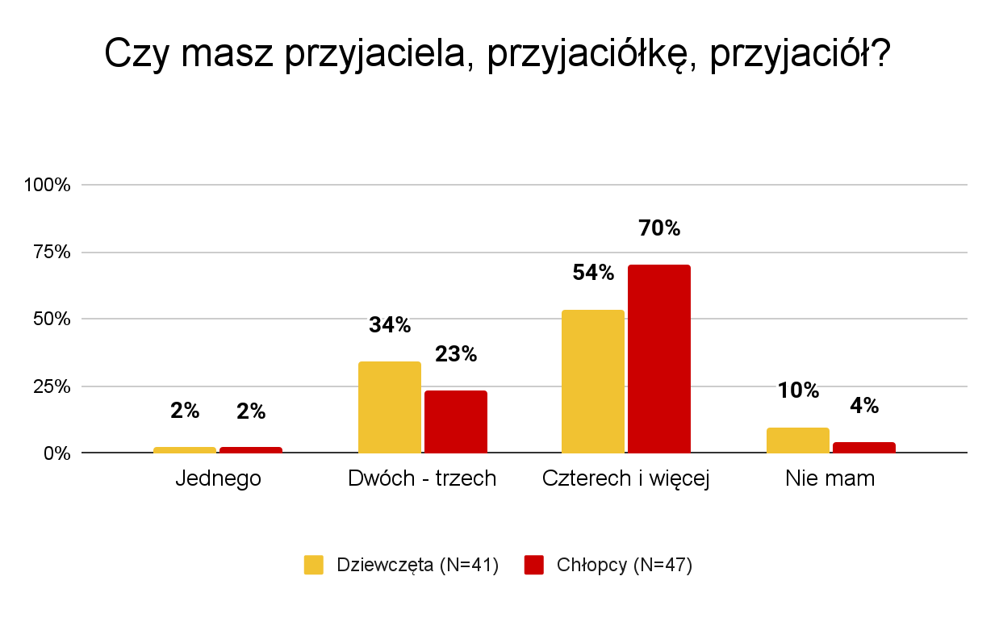 Czy masz przyjaciela, przyjaciółkę, przyjaciół?
100%
75%
50%
25%
0%
2%
2%
34%
23%
54%
70%
10%
4%
Jednego
Dwóch - trzech
Czterech i więcej
Nie mam
Dziewczęta (N=41)
Chłopcy (N=47)